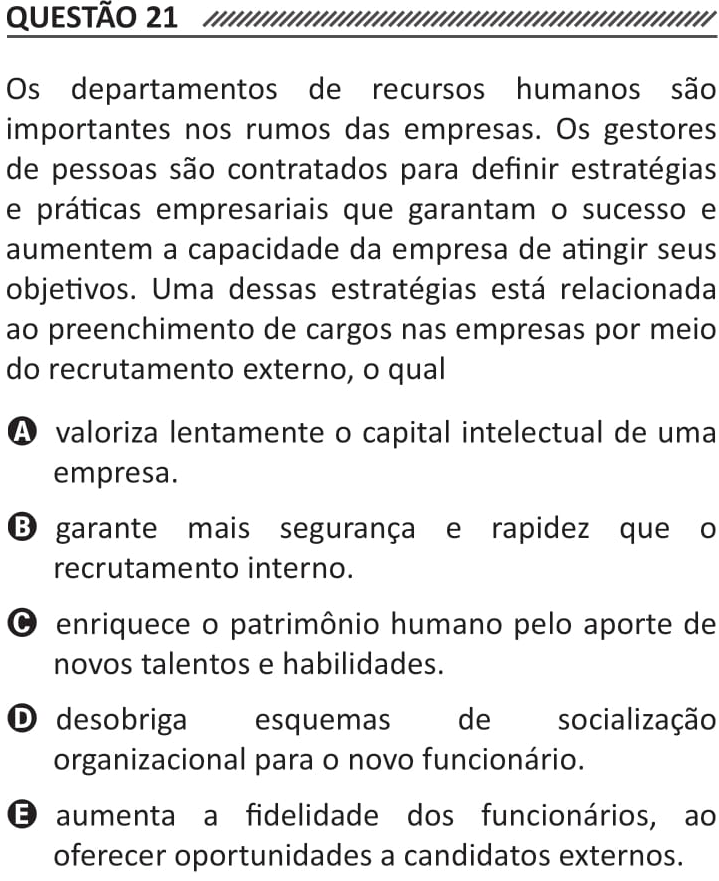 QUESTÃO 21
Os departamentos de recursos humanos são
importantes nos rumos das empresas. Os gestores
de pessoas são contratados para definir estratégias
e práticas empresariais que garantam o sucesso e
aumentem a capacidade da empresa de atingir seus
objetivos. Uma dessas estratégias está relacionada
ao preenchimento de cargos nas empresas por meio
do recrutamento externo, o qual
A valoriza lentamente o capital intelectual de uma
empresa.
B garante mais segurança e rapidez que o
recrutamento interno.
C enriquece o patrimônio humano pelo aporte de
novos talentos e habilidades.
D desobriga esquemas de socialização
organizacional para o novo funcionário.
E aumenta a fidelidade dos funcionários, ao
oferecer oportunidades a candidatos externos.